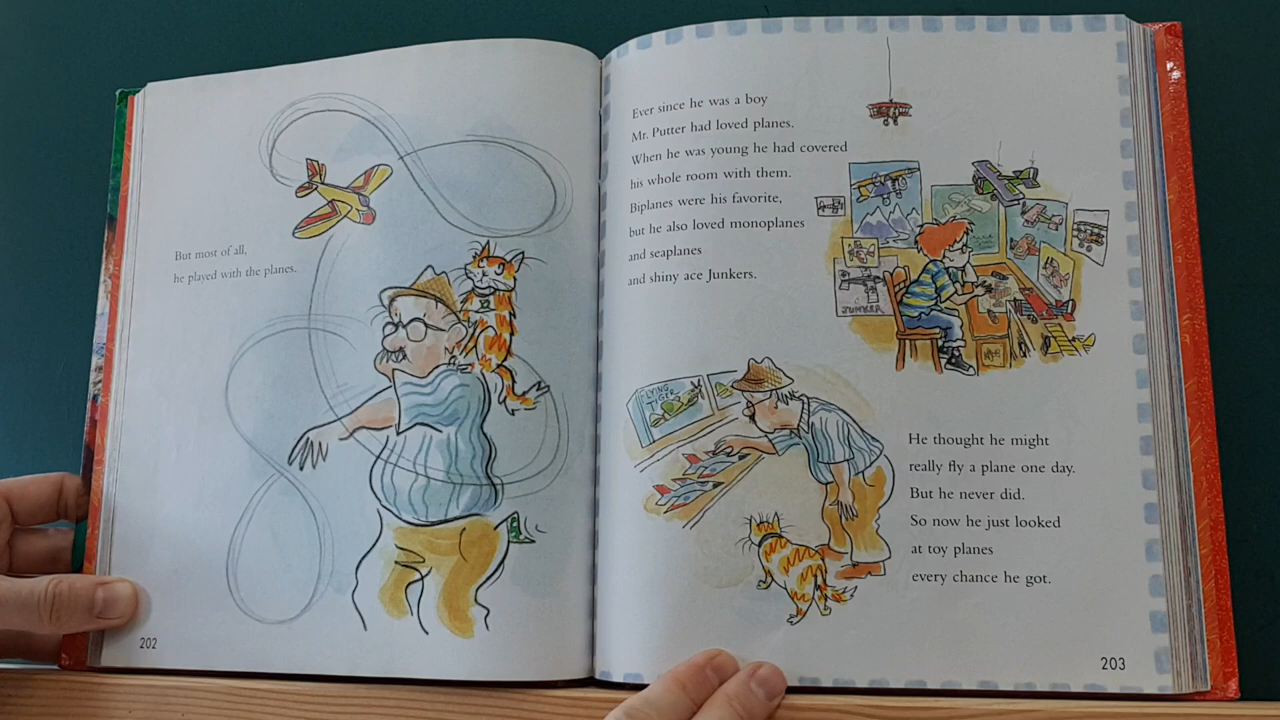 But most of all,
he played with the planes.
202
Ever since he was a boy
Mr. Putter had loved planes.
When he was young he had covered
his whole room with them.
Biplanes were his favorite,
but he also loved monoplanes
and seaplanes
and shiny ace Junkers.
JUNKER
FLYING
TIGER
He thought he might
really fly a plane one day.
But he never did.
So now he just looked
at toy planes
every chance he got.
203